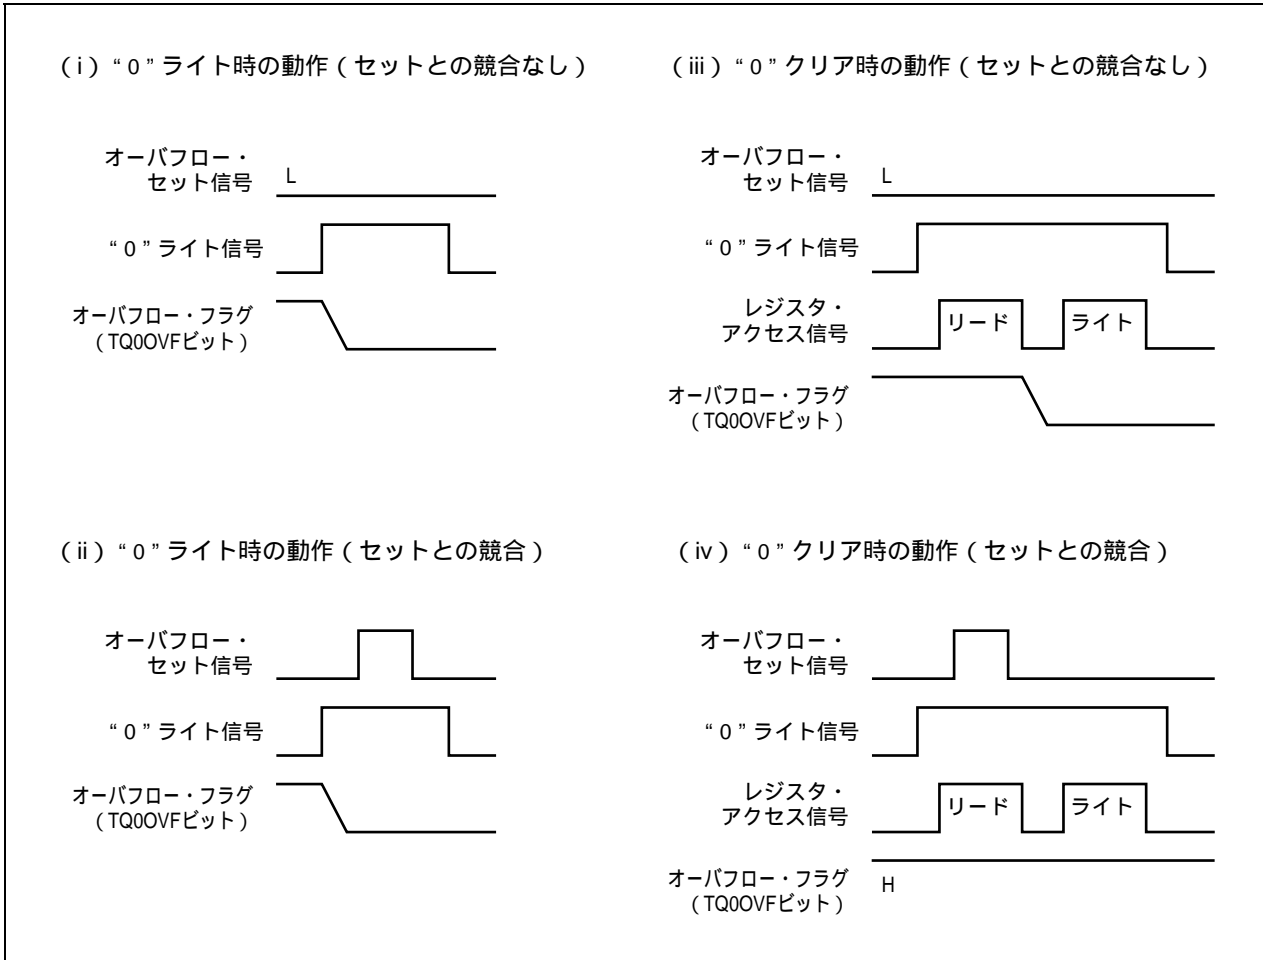 （i）“0”ライト時の動作（セットとの競合なし）
オーバフロー・
セット信号
L
“0”ライト信号
オーバフロー・フラグ
（TQ0OVFビット）
（iii）“0”クリア時の動作（セットとの競合なし）
オーバフロー・
セット信号
L
“0”ライト信号
レジスタ・
アクセス信号
リード
ライト
オーバフロー・フラグ
（TQ0OVFビット）
（ii）“0”ライト時の動作（セットとの競合）
オーバフロー・
セット信号
“0”ライト信号
オーバフロー・フラグ
（TQ0OVFビット）
（iv）“0”クリア時の動作（セットとの競合）
オーバフロー・
セット信号
“0”ライト信号
レジスタ・
アクセス信号
リード
ライト
オーバフロー・フラグ
（TQ0OVFビット）
H